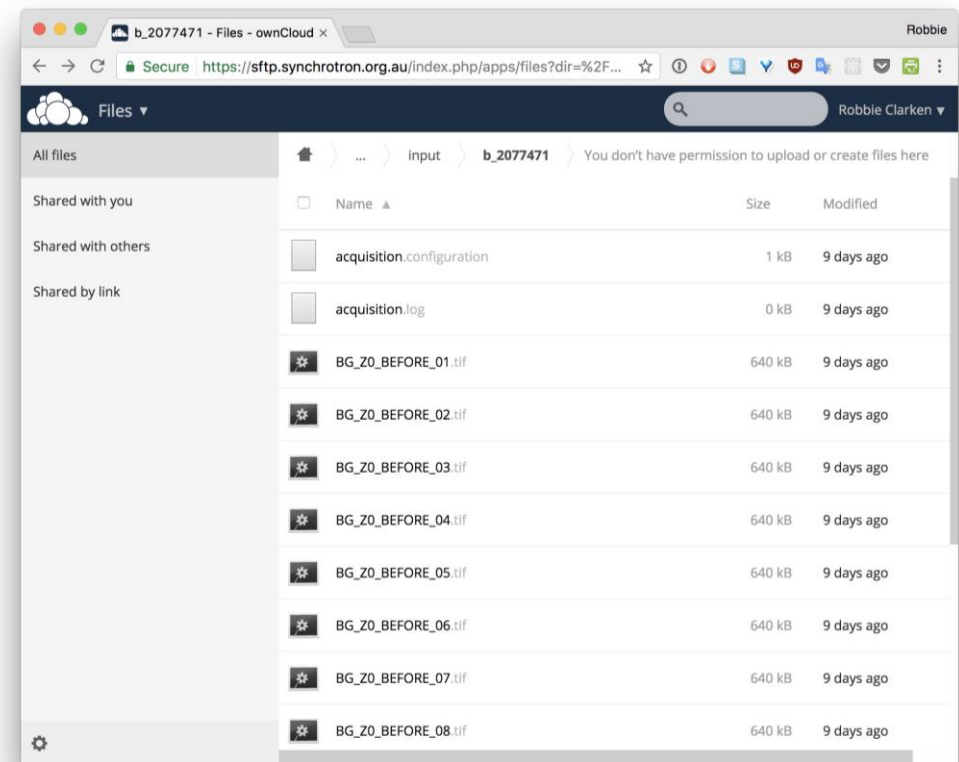 b_2077471 - Files - ownCloud ×
Robbie
Secure https://sftp.synchrotron.org.au/index.php/apps/files?dir=%2F...
Files ▾
Robbie Clarken ▾
All files
... input b_2077471 You don't have permission to upload or create files here
Shared with you
Name ▲ Size Modified
Shared with others
acquisition.configuration 1 kB 9 days ago
Shared by link
acquisition.log 0 kB 9 days ago
BG_Z0_BEFORE_01.tif 640 kB 9 days ago
BG_Z0_BEFORE_02.tif 640 kB 9 days ago
BG_Z0_BEFORE_03.tif 640 kB 9 days ago
BG_Z0_BEFORE_04.tif 640 kB 9 days ago
BG_Z0_BEFORE_05.tif 640 kB 9 days ago
BG_Z0_BEFORE_06.tif 640 kB 9 days ago
BG_Z0_BEFORE_07.tif 640 kB 9 days ago
BG_Z0_BEFORE_08.tif 640 kB 9 days ago